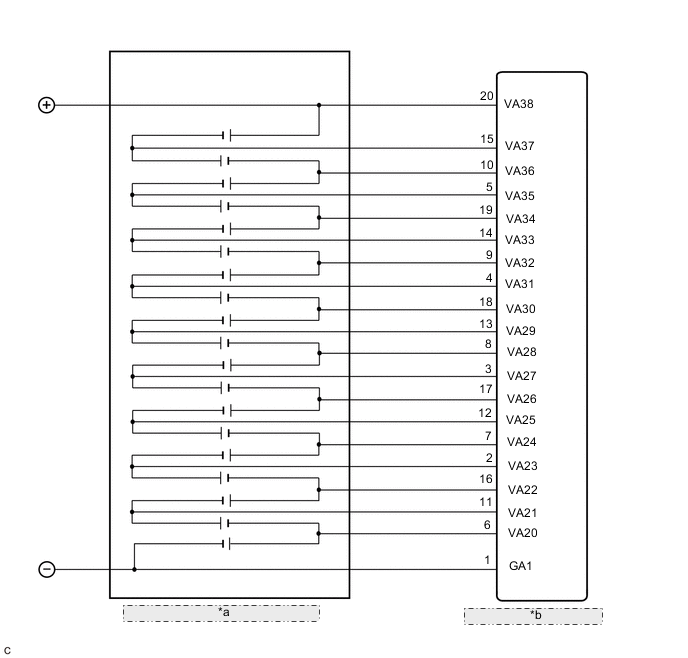 +
20 VA38
15 VA37
10 VA36
5 VA35
19 VA34
14 VA33
9 VA32
4 VA31
18 VA30
13 VA29
8 VA28
3 VA27
17 VA26
12 VA25
7 VA24
2 VA23
16 VA22
11 VA21
6 VA20
− 1 GA1
*a *b
C